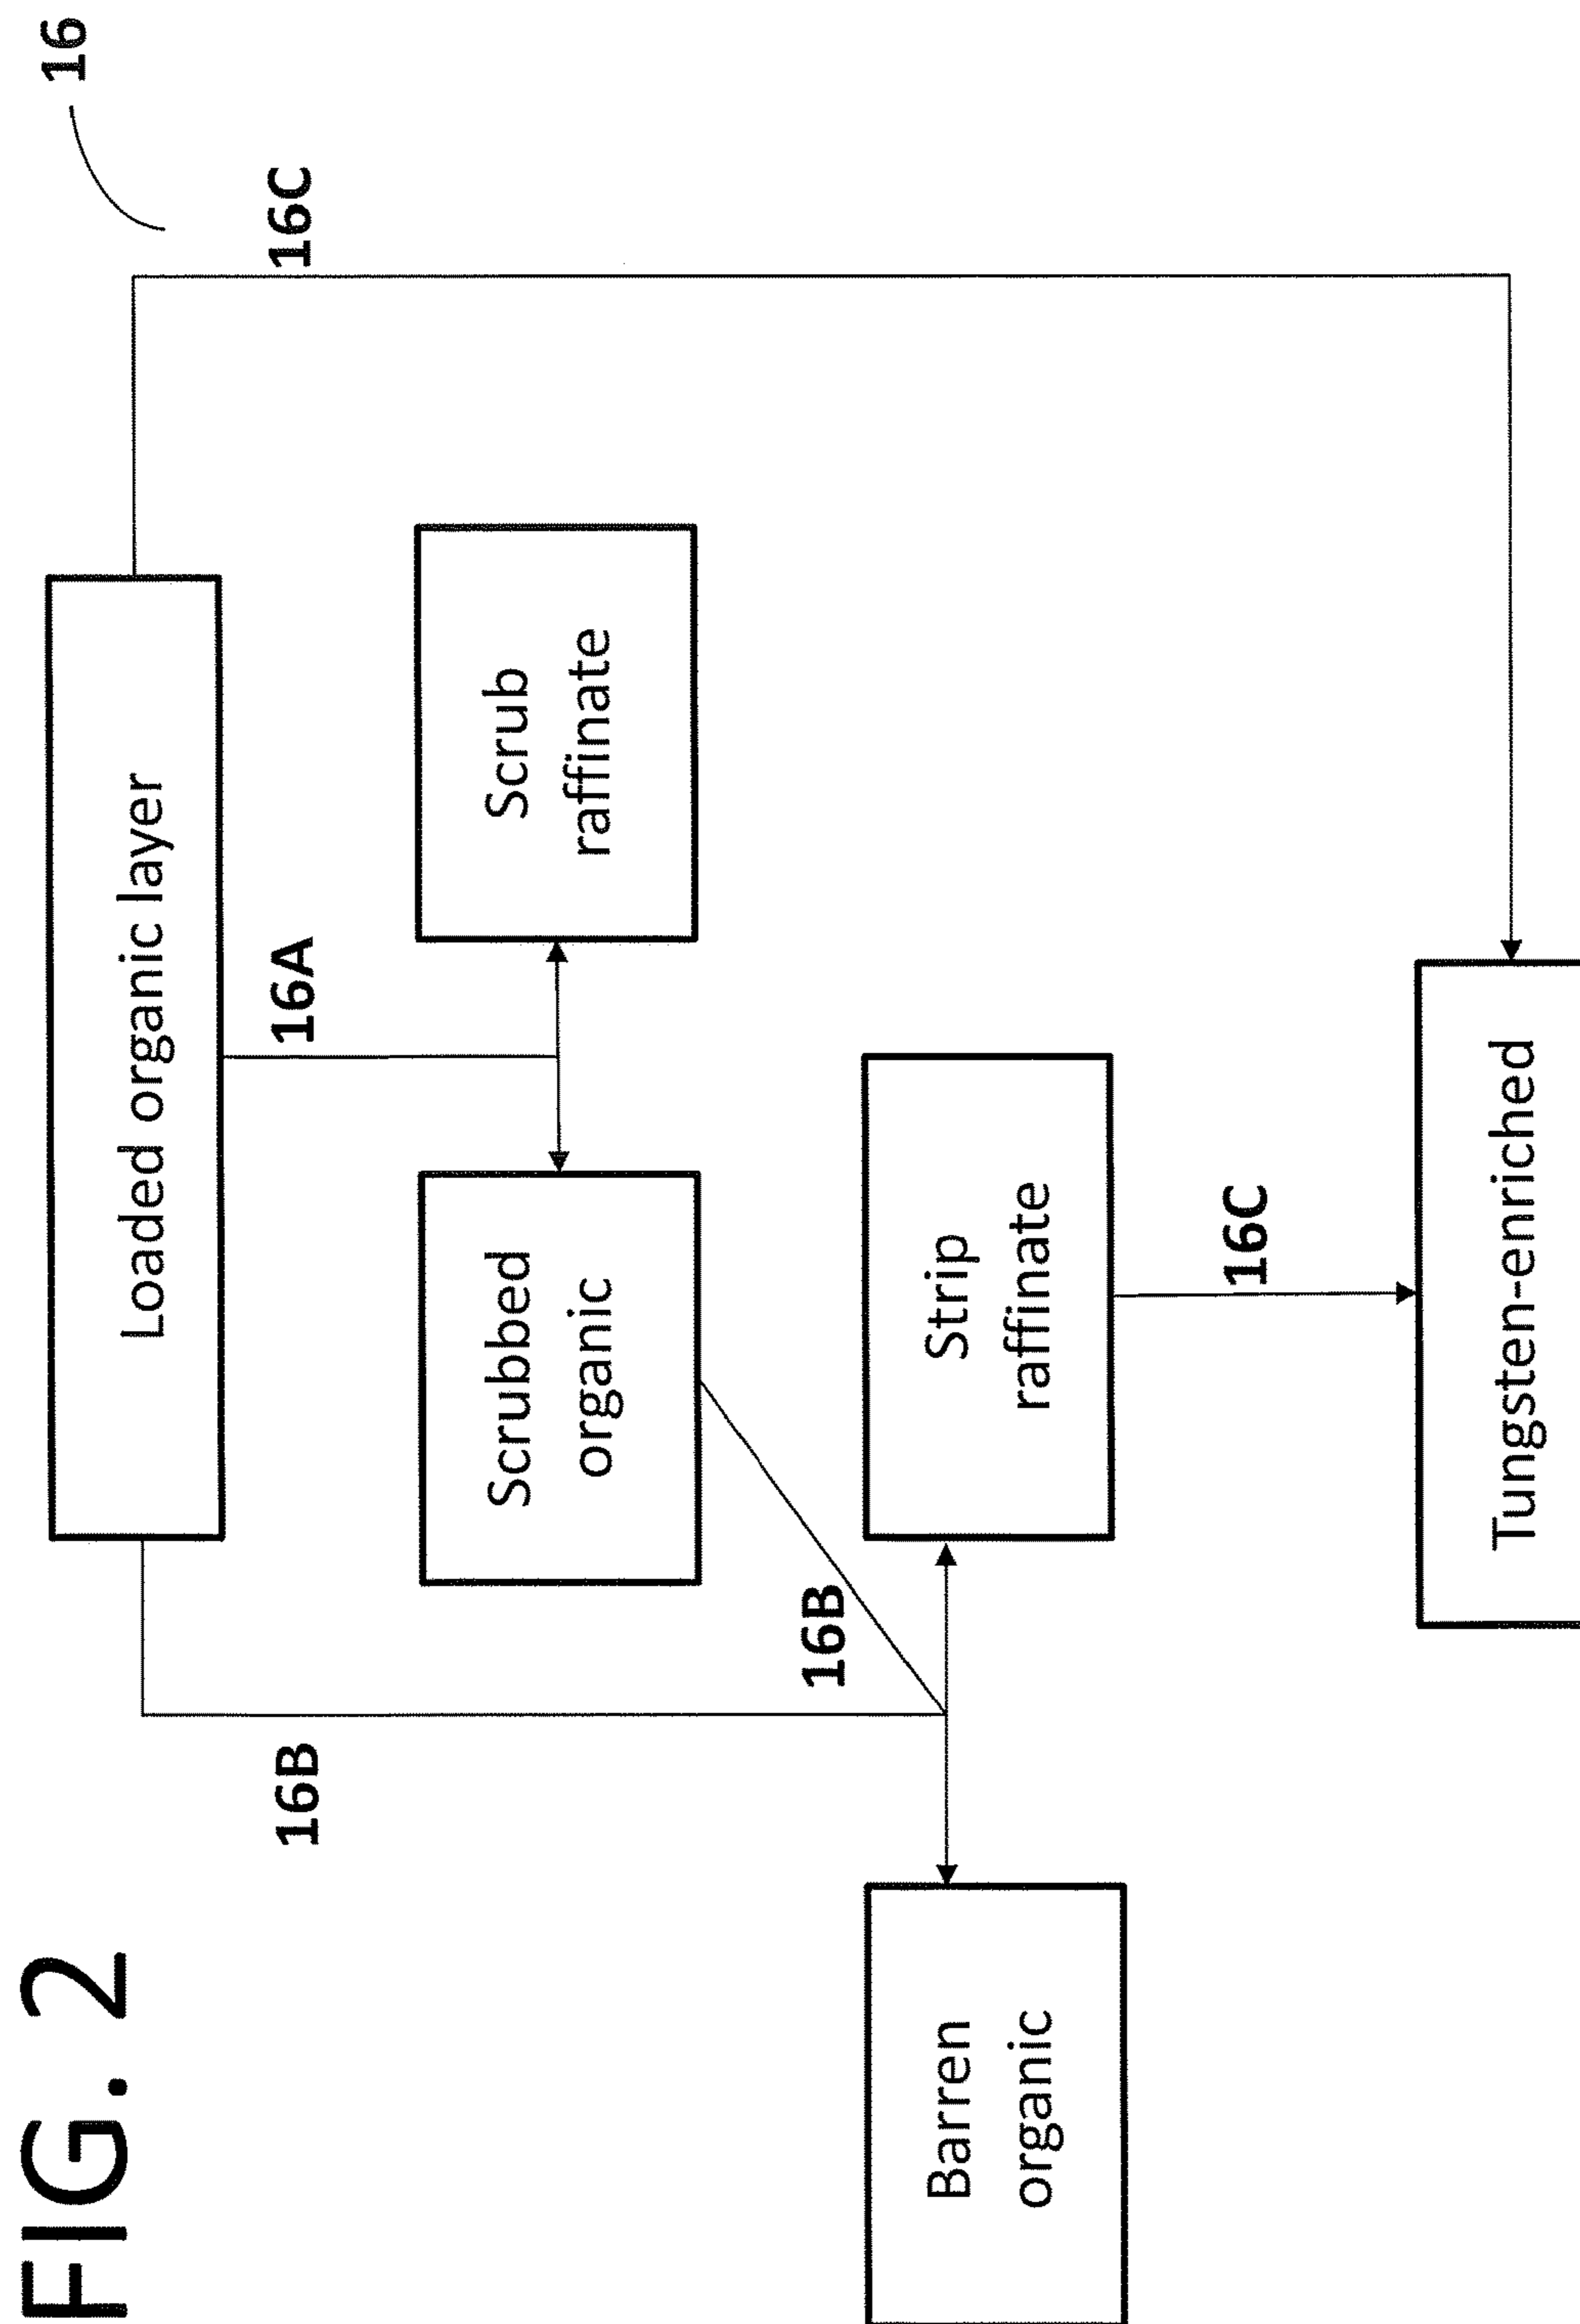 FIG. 2
16
Loaded organic layer
16B
16A
16C
Scrubbed
organic
Scrub
raffinate
16B
Barren
organic
Strip
raffinate
16C
Tungsten-enriched